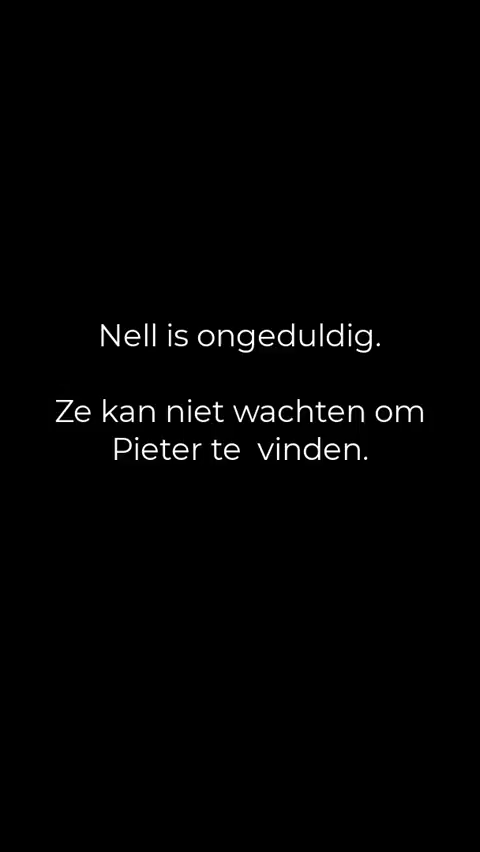 Nell is ongeduldig.
Ze kan niet wachten om
Pieter te  vinden.